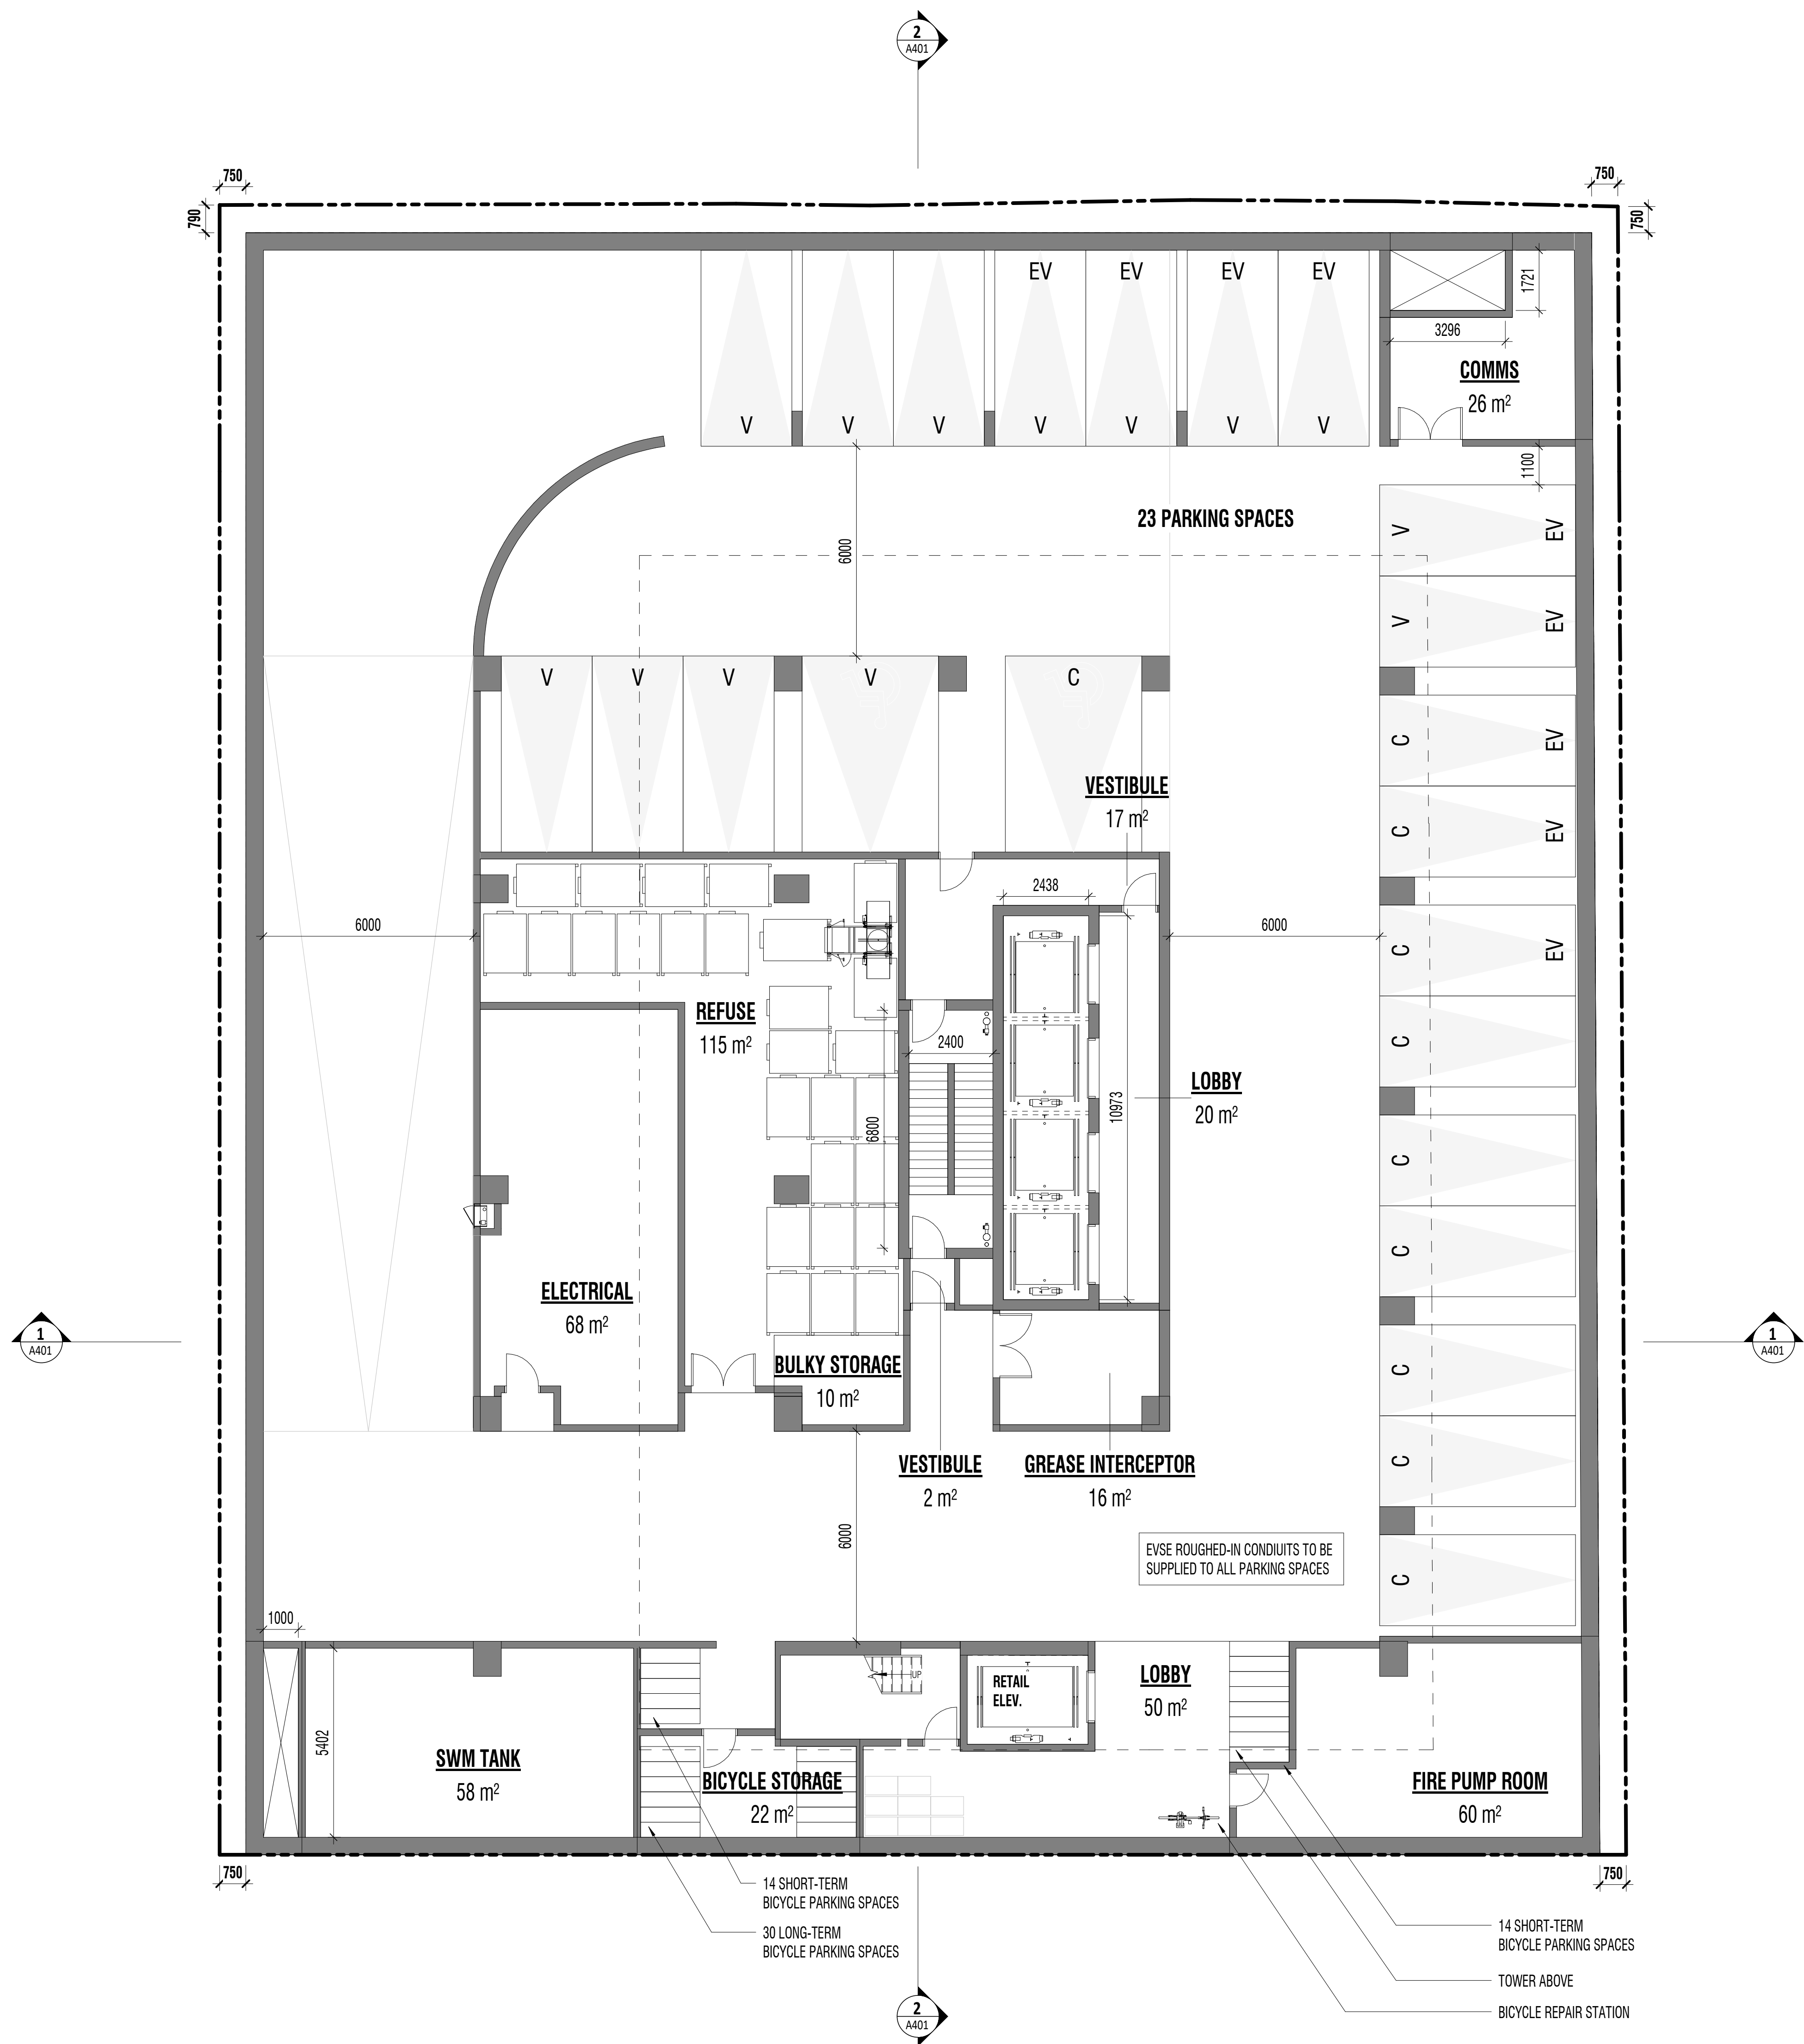 2
A401
750
750
790
750
EV
EV
EV
EV
1721
3296
COMMS
26 m²
V
V
V
V
V
V
V
1100
23 PARKING SPACES
V
EV
6000
V
EV
V
V
V
V
C
C
EV
VESTIBULE
17 m²
C
EV
2438
6000
6000
C
EV
REFUSE
115 m²
2400
C
LOBBY
20 m²
10973
6800
C
C
ELECTRICAL
68 m²
1
A401
1
A401
BULKY STORAGE
10 m²
C
VESTIBULE
2 m²
GREASE INTERCEPTOR
16 m²
C
6000
EVSE ROUGHED-IN CONDIUITS TO BE
SUPPLIED TO ALL PARKING SPACES
C
1000
UP
RETAIL
ELEV.
LOBBY
50 m²
5402
SWM TANK
58 m²
BICYCLE STORAGE
22 m²
FIRE PUMP ROOM
60 m²
750
750
14 SHORT-TERM
BICYCLE PARKING SPACES
30 LONG-TERM
BICYCLE PARKING SPACES
14 SHORT-TERM
BICYCLE PARKING SPACES
TOWER ABOVE
BICYCLE REPAIR STATION
2
A401